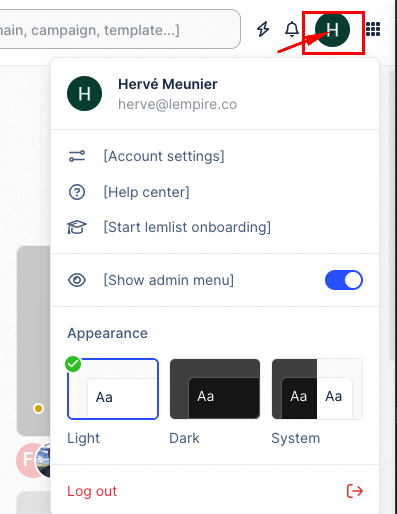 nain, campaign, template...]
H
H
Hervé Meunier
herve@lempire.co
[Account settings]
[Help center]
[Start lemlist onboarding]
[Show admin menu]
Appearance
Aa
Aa
Aa
Aa
Light
Dark
System
F
Log out